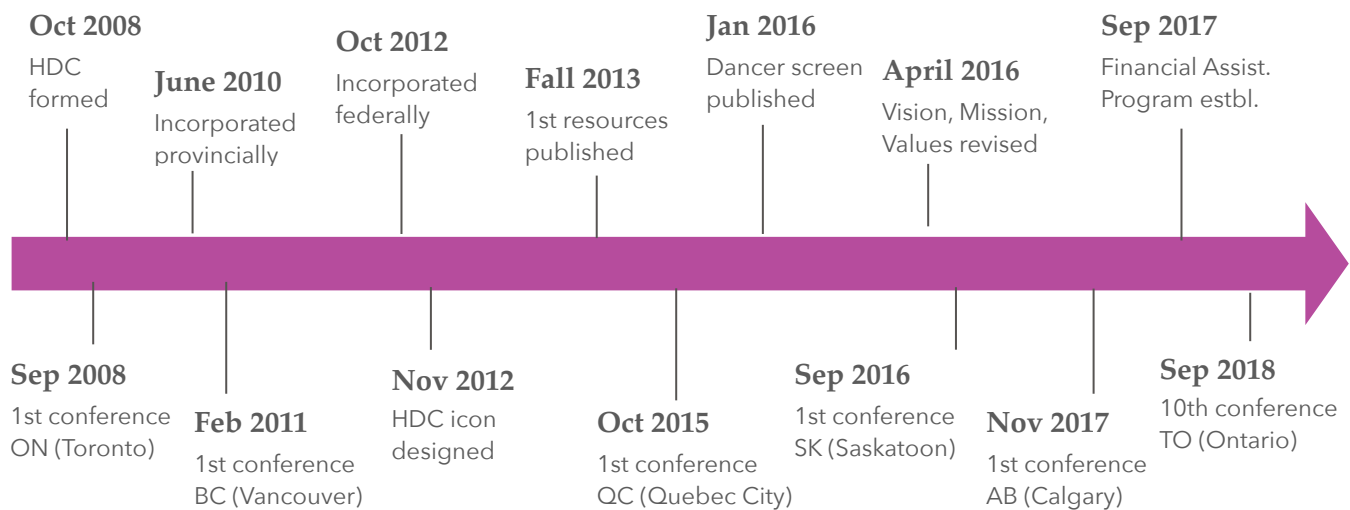 Oct 2008
HDC
formed
June 2010
Incorporated
provincially
Oct 2012
Incorporated
federally
Fall 2013
1st resources
published
Jan 2016
Dancer screen
published
April 2016
Vision, Mission,
Values revised
Sep 2017
Financial Assist.
Program estbl.
Sep 2008
1st conference
ON (Toronto)
Feb 2011
1st conference
BC (Vancouver)
Nov 2012
HDC icon
designed
Oct 2015
1st conference
QC (Quebec City)
Sep 2016
1st conference
SK (Saskatoon)
Nov 2017
1st conference
AB (Calgary)
Sep 2018
10th conference
TO (Ontario)